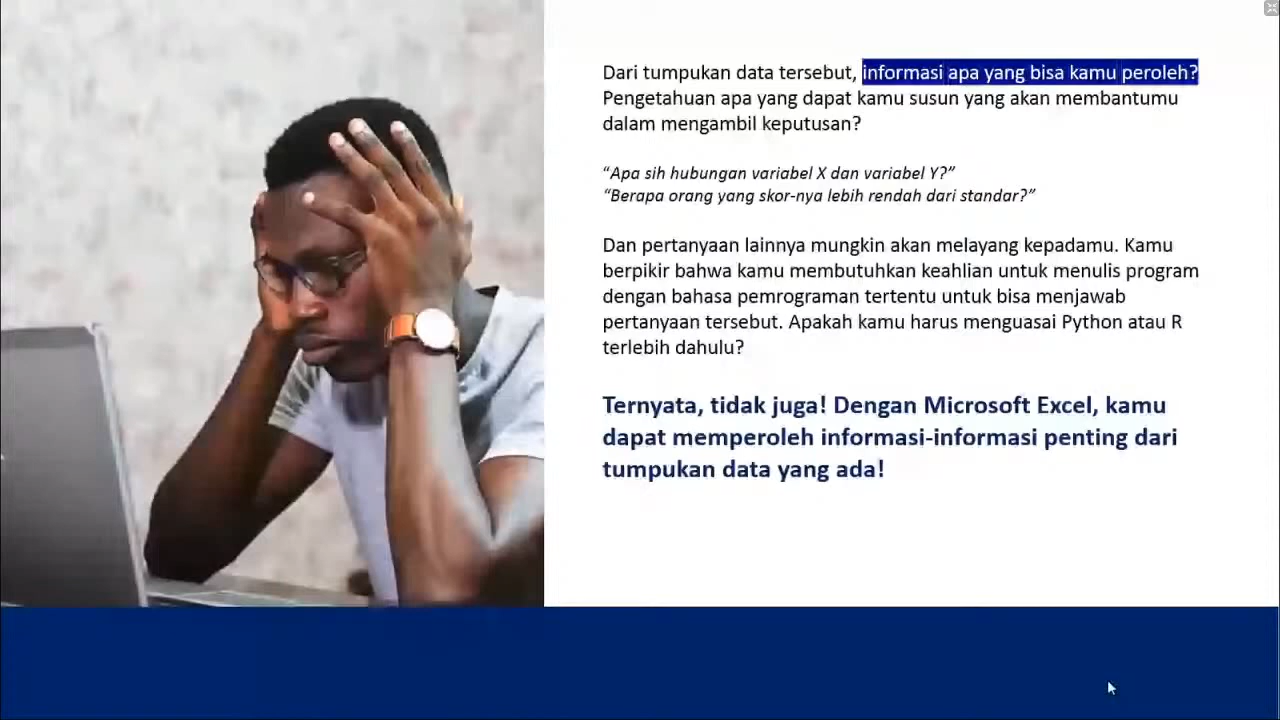 Dari tumpukan data tersebut, informasi apa yang bisa kamu peroleh?
Pengetahuan apa yang dapat kamu susun yang akan membantumu
dalam mengambil keputusan?
“Apa sih hubungan variabel X dan variabel Y?”
“Berapa orang yang skor-nya lebih rendah dari standar?”
Dan pertanyaan lainnya mungkin akan melayang kepadamu. Kamu
berpikir bahwa kamu membutuhkan keahlian untuk menulis program
dengan bahasa pemrograman tertentu untuk bisa menjawab
pertanyaan tersebut. Apakah kamu harus menguasai Python atau R
terlebih dahulu?
Ternyata, tidak juga! Dengan Microsoft Excel, kamu
dapat memperoleh informasi-informasi penting dari
tumpukan data yang ada!